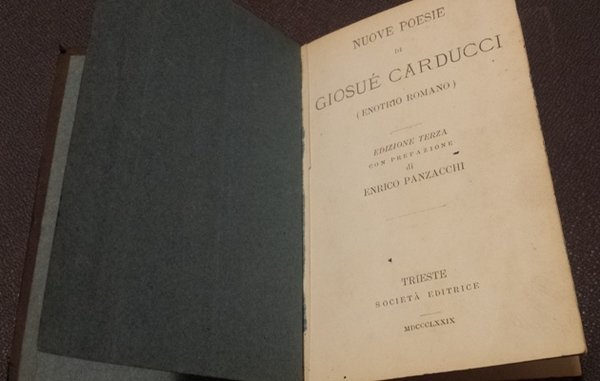 NUOVE POESIE
DI
GIOSUÉ CARDUCCI
(ENOTRIO ROMANO)
EDIZIONE TERZA
CON PREFAZIONE
di
ENRICO PANZACCHI
TRIESTE
SOCIETÀ EDITRICE
MDCCCLXXIX